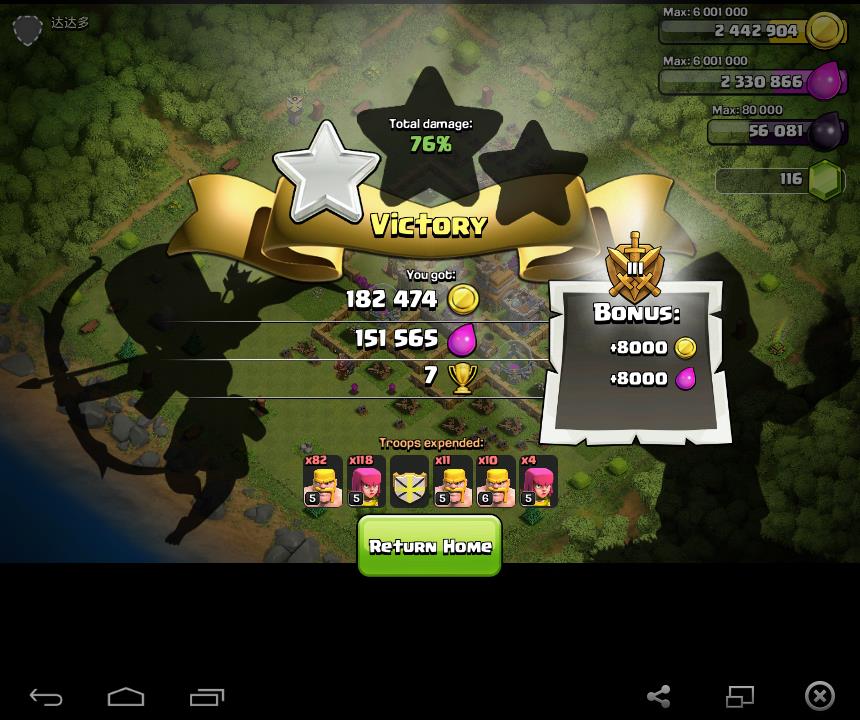 达达多
Max: 6 001 000
2 442 904
Max: 6 001 000
2 330 866
Max: 80 000
56 081
116
Total damage:
76%
Victory
You got:
182 474
151 565
7
III
Bonus:
+8000
+8000
Troops expended:
x82 x118 x11 x10 x4
5 5 5 6 5
Return Home